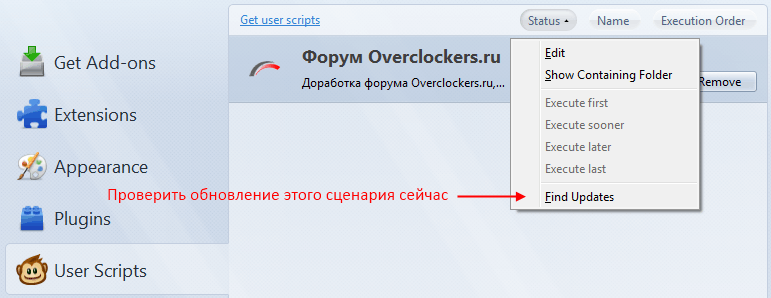 Get user scripts
Status
Name
Execution Order
Get Add-ons
Extensions
Appearance
Plugins
User Scripts
Форум Overclockers.ru
Доработка форума Overclockers.ru,...
Remove
Edit
Show Containing Folder
Execute first
Execute sooner
Execute later
Execute last
Find Updates
Проверить обновление этого сценария сейчас